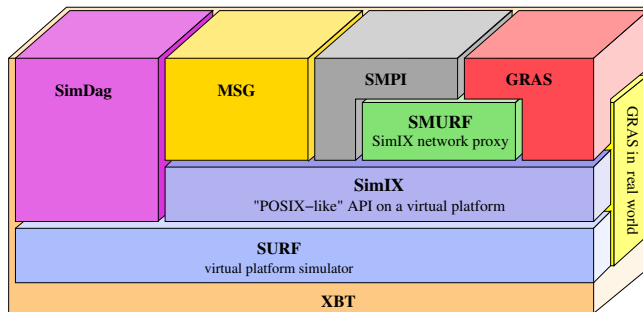 SimDag
MSG
SMPI
GRAS
SMURF
SimIX network proxy
SimIX
"POSIX−like" API on a virtual platform
SURF
virtual platform simulator
XBT
GRAS in real world